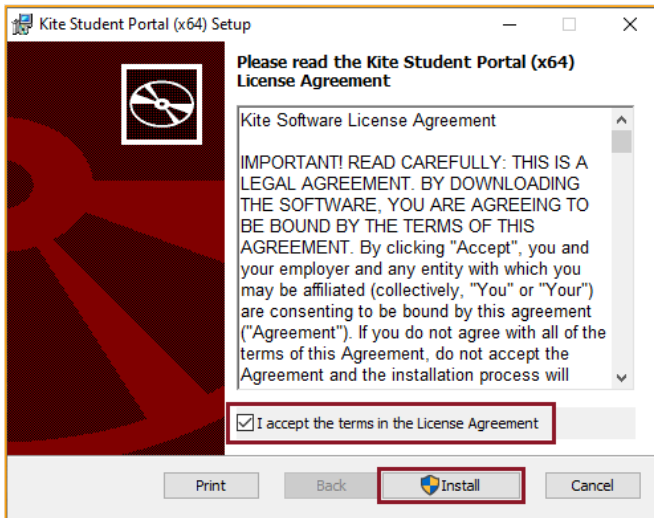 Kite Student Portal (x64) Setup
Please read the Kite Student Portal (x64)
License Agreement
Kite Software License Agreement
IMPORTANT! READ CAREFULLY: THIS IS A
LEGAL AGREEMENT. BY DOWNLOADING
THE SOFTWARE, YOU ARE AGREEING TO
BE BOUND BY THE TERMS OF THIS
AGREEMENT. By clicking "Accept", you and
your employer and any entity with which you
may be affiliated (collectively, "You" or "Your")
are consenting to be bound by this agreement
("Agreement"). If you do not agree with all of the
terms of this Agreement, do not accept the
Agreement and the installation process will
I accept the terms in the License Agreement
Print Back Install Cancel